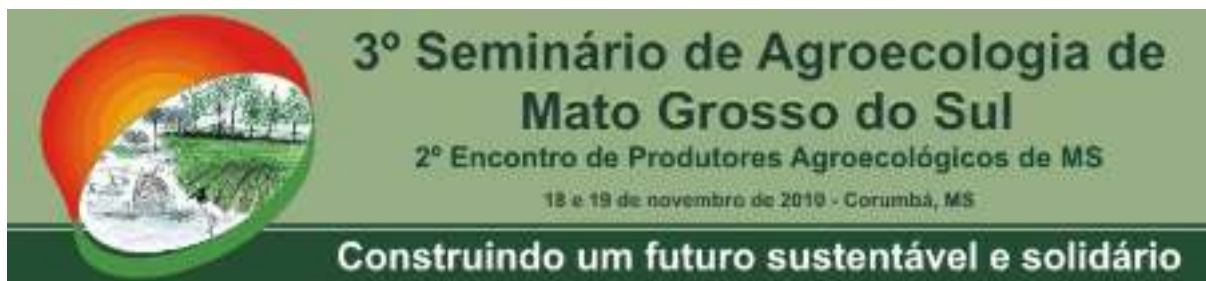 3º Seminário de Agroecologia de
Mato Grosso do Sul
2º Encontro de Produtores Agroecológicos de MS
18 e 19 de novembro de 2010 - Corumbá, MS
Construindo um futuro sustentável e solidário